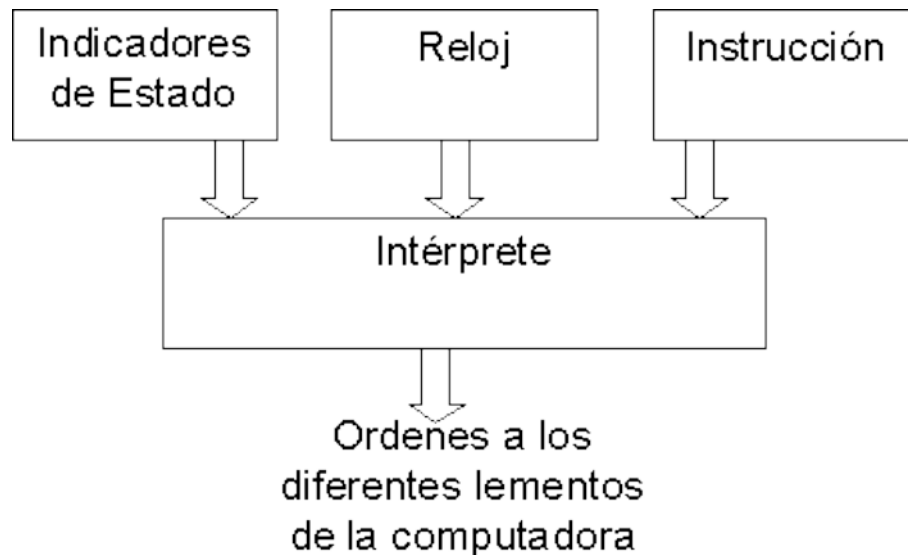 Indicadores
de Estado
Reloj
Instrucción
Intérprete
Ordenes a los
diferentes lementos
de la computadora